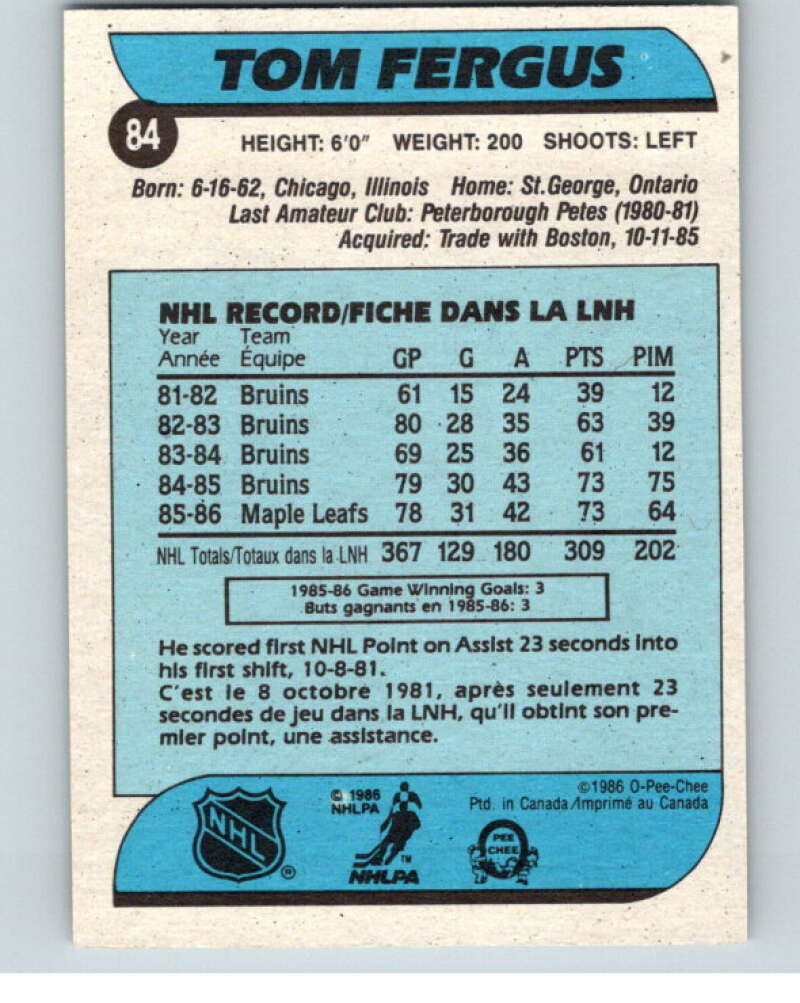 TOM FERGUS
84
HEIGHT: 6'0" WEIGHT: 200 SHOOTS: LEFT
Born: 6-16-62, Chicago, Illinois Home: St.George, Ontario
Last Amateur Club: Peterborough Petes (1980-81)
Acquired: Trade with Boston, 10-11-85
NHL RECORD/FICHE DANS LA LNH
Year Team
Année Équipe GP G A PTS PIM
81-82 Bruins 61 15 24 39 12
82-83 Bruins 80 28 35 63 39
83-84 Bruins 69 25 36 61 12
84-85 Bruins 79 30 43 73 75
85-86 Maple Leafs 78 31 42 73 64
NHL Totals/Totaux dans la LNH 367 129 180 309 202
1985-86 Game Winning Goals: 3
Buts gagnants en 1985-86: 3
He scored first NHL Point on Assist 23 seconds into
his first shift, 10-8-81.
C'est le 8 octobre 1981, après seulement 23
secondes de jeu dans la LNH, qu'il obtint son pre-
mier point, une assistance.
©1986 O-Pee-Chee
Ptd. in Canada/Imprimé au Canada
© 1986
NHLPA
NHL
®
PEE
CHEE
TM
NHLPA